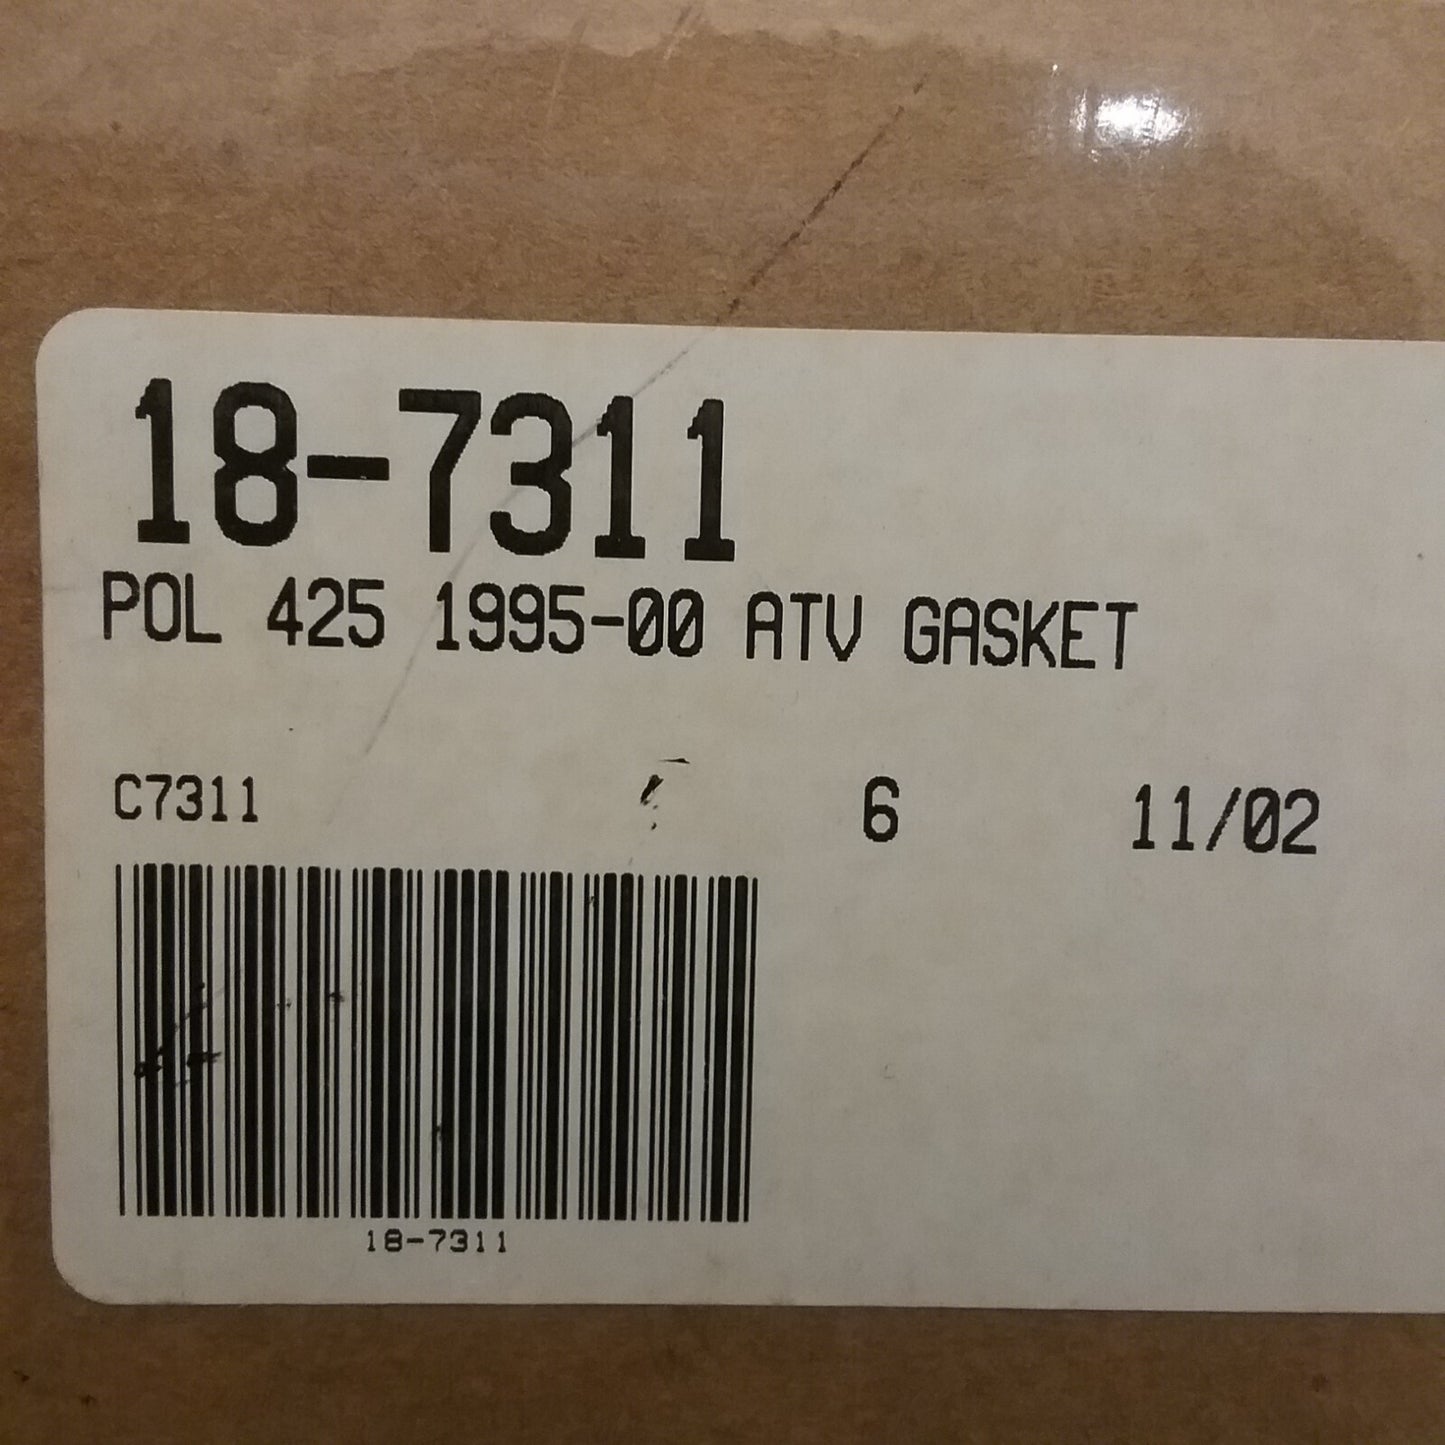 18-7311
POL 425 1995-00 ATV GASKET
C7311 6 11/02
18-7311